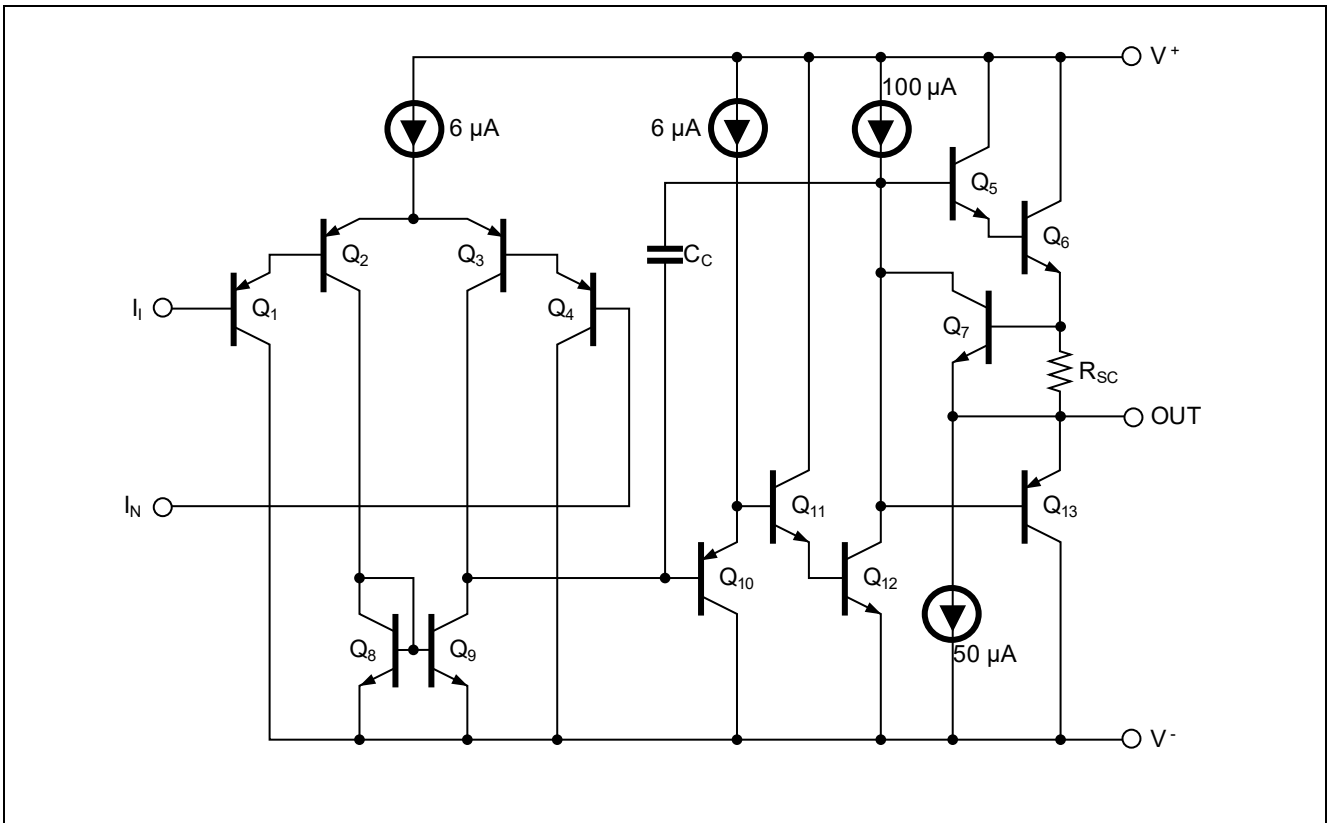 V+
100 µA
6 µA
6 µA
Q5
Q2
Q3
Q6
CC
II
Q1
Q4
Q7
RSC
OUT
IN
Q11
Q13
Q10
Q12
Q8
Q9
50 µA
V-